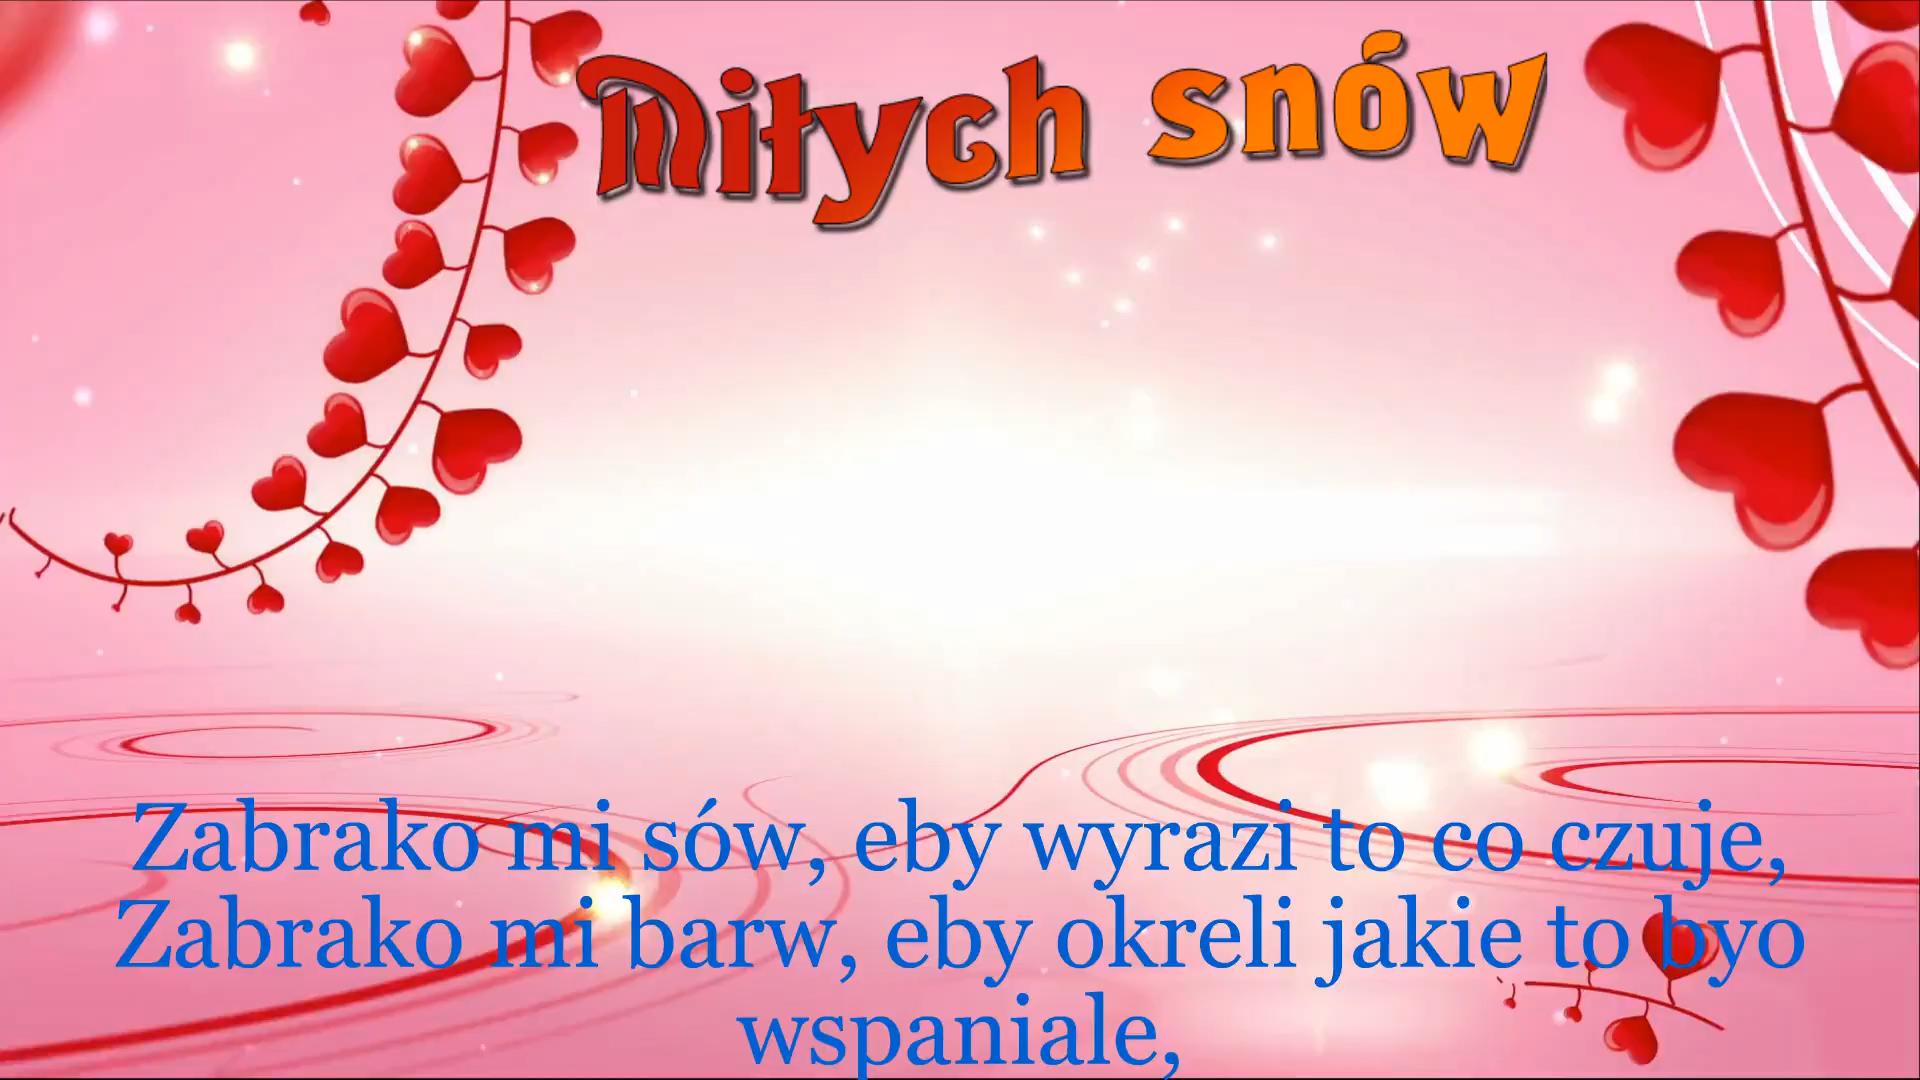 Miłych snów
Zabrako mi sów, eby wyrazi to co czuje,
Zabrako mi barw, eby okreli jakie to byo
wspaniale,